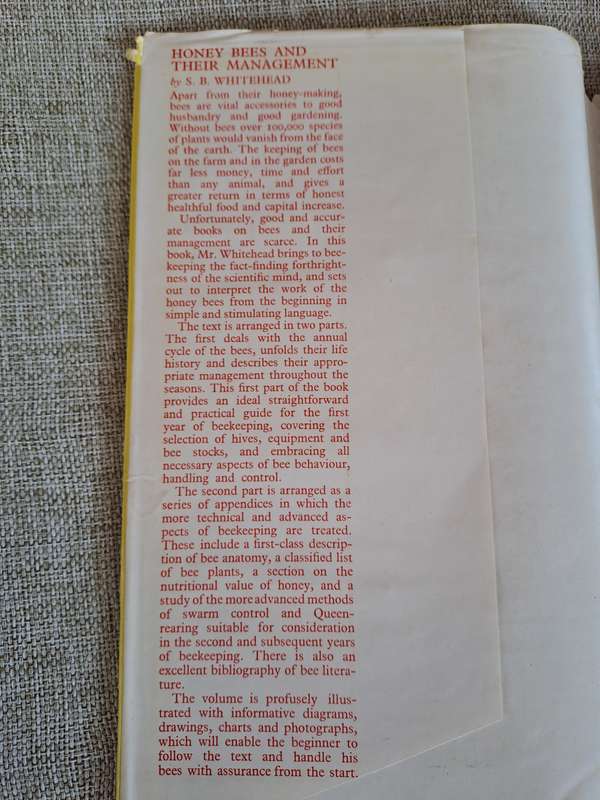 HONEY BEES AND
THEIR MANAGEMENT
by S. B. WHITEHEAD
Apart from their honey-making,
bees are vital accessories to good
husbandry and good gardening.
Without bees over 100,000 species
of plants would vanish from the face
of the earth. The keeping of bees
on the farm and in the garden costs
far less money, time and effort
than any animal, and gives a
greater return in terms of honest
healthful food and capital increase.
Unfortunately, good and accur-
ate books on bees and their
management are scarce. In this
book, Mr. Whitehead brings to bee-
keeping the fact-finding forthright-
ness of the scientific mind, and sets
out to interpret the work of the
honey bees from the beginning in
simple and stimulating language.
The text is arranged in two parts.
The first deals with the annual
cycle of the bees, unfolds their life
history and describes their appro-
priate management throughout the
seasons. This first part of the book
provides an ideal straightforward
and practical guide for the first
year of beekeeping, covering the
selection of hives, equipment and
bee stocks, and embracing all
necessary aspects of bee behaviour,
handling and control.
The second part is arranged as a
series of appendices in which the
more technical and advanced as-
pects of beekeeping are treated.
These include a first-class descrip-
tion of bee anatomy, a classified list
of bee plants, a section on the
nutritional value of honey, and a
study of the more advanced methods
of swarm control and Queen-
rearing suitable for consideration
in the second and subsequent years
of beekeeping. There is also an
excellent bibliography of bee litera-
ture.
The volume is profusely illus-
trated with informative diagrams,
drawings, charts and photographs,
which will enable the beginner to
follow the text and handle his
bees with assurance from the start.